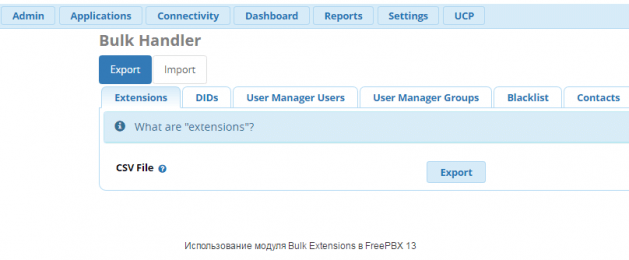 Admin Applications Connectivity Dashboard Reports Settings UCP
Bulk Handler
Export Import
Extensions DIDs User Manager Users User Manager Groups Blacklist Contacts
What are "extensions"?
CSV File Export
Использование модуля Bulk Extensions в FreePBX 13